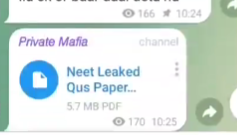 166 10:24
Private Mafia channel
Neet Leaked
Qus Paper...
5.7 MB PDF
170 10:25